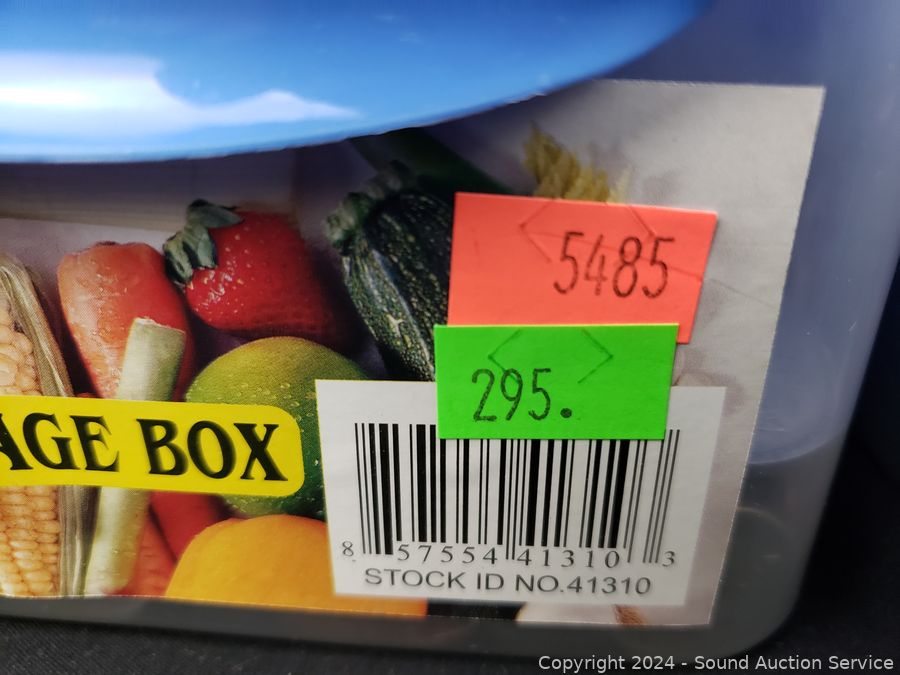 5485
295.
AGE BOX
8 57554 41310 3
STOCK ID NO.41310
Copyright 2024 - Sound Auction Service